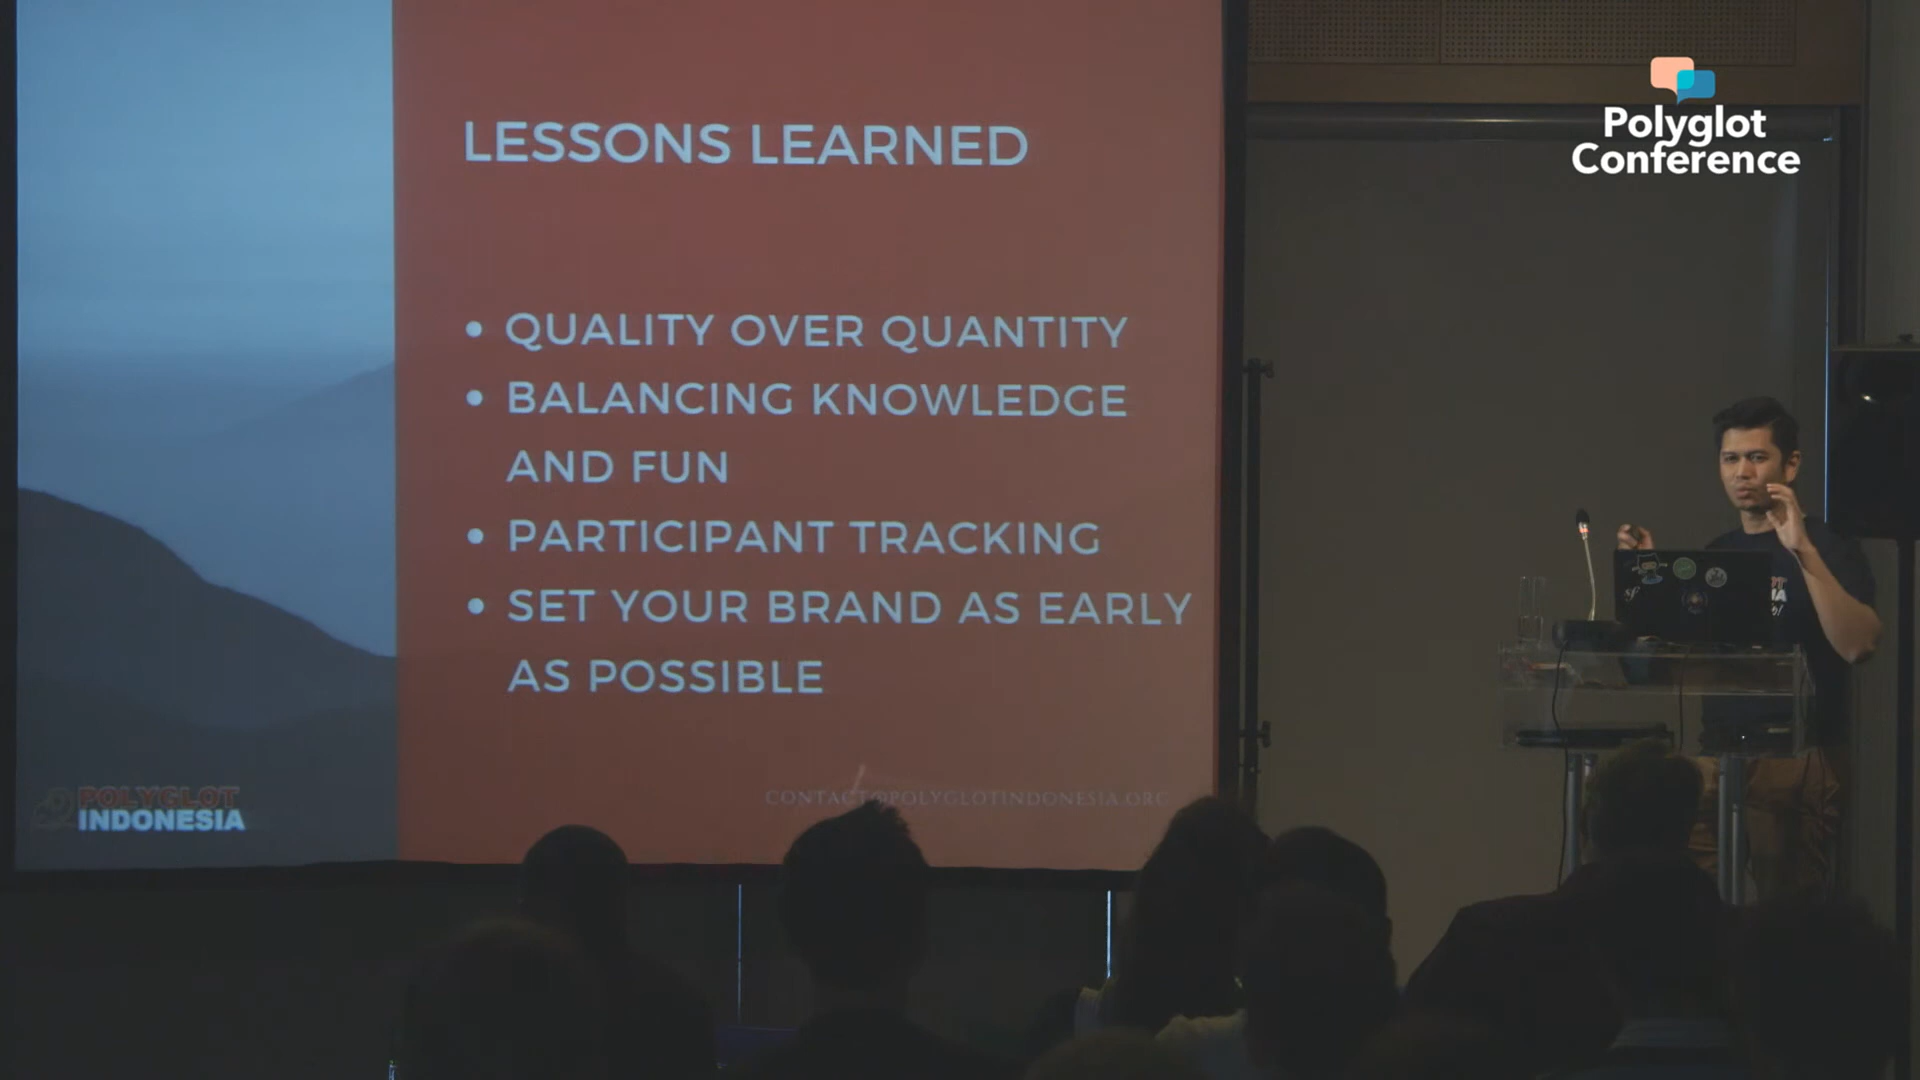 Polyglot
Conference
LESSONS LEARNED
• QUALITY OVER QUANTITY
• BALANCING KNOWLEDGE
AND FUN
• PARTICIPANT TRACKING
• SET YOUR BRAND AS EARLY
AS POSSIBLE
POLYGLOT
INDONESIA
CONTACT@POLYGLOTINDONESIA.ORG